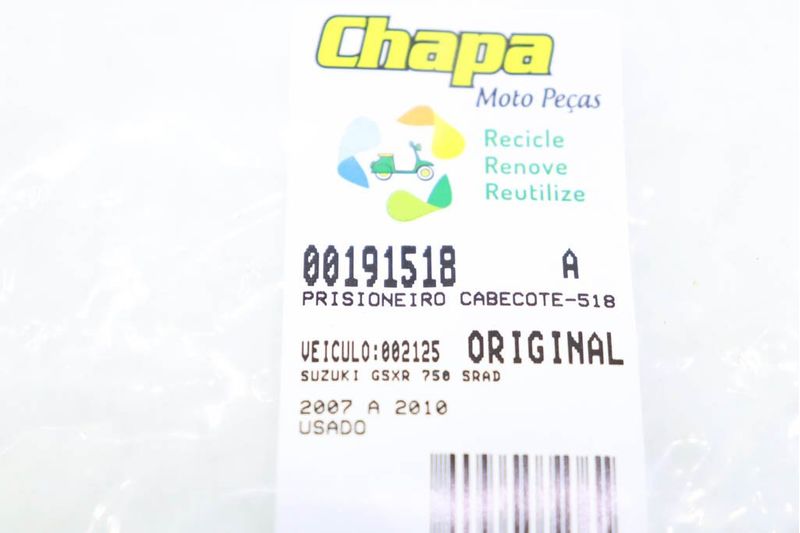 Chapa
Moto Peças
Recicle
Renove
Reutilize
00191518 A
PRISIONEIRO CABECOTE-518
VEICULO:002125 ORIGINAL
SUZUKI GSXR 750 SRAD
2007 A 2010
USADO